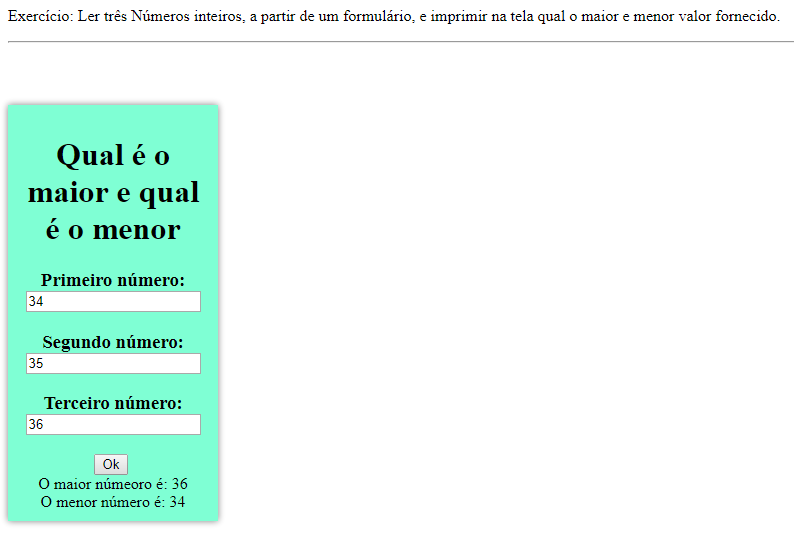 Exercício: Ler três Números inteiros, a partir de um formulário, e imprimir na tela qual o maior e menor valor fornecido.
Qual é o
maior e qual
é o menor
Primeiro número:
34
Segundo número:
35
Terceiro número:
36
Ok
O maior númeoro é: 36
O menor número é: 34